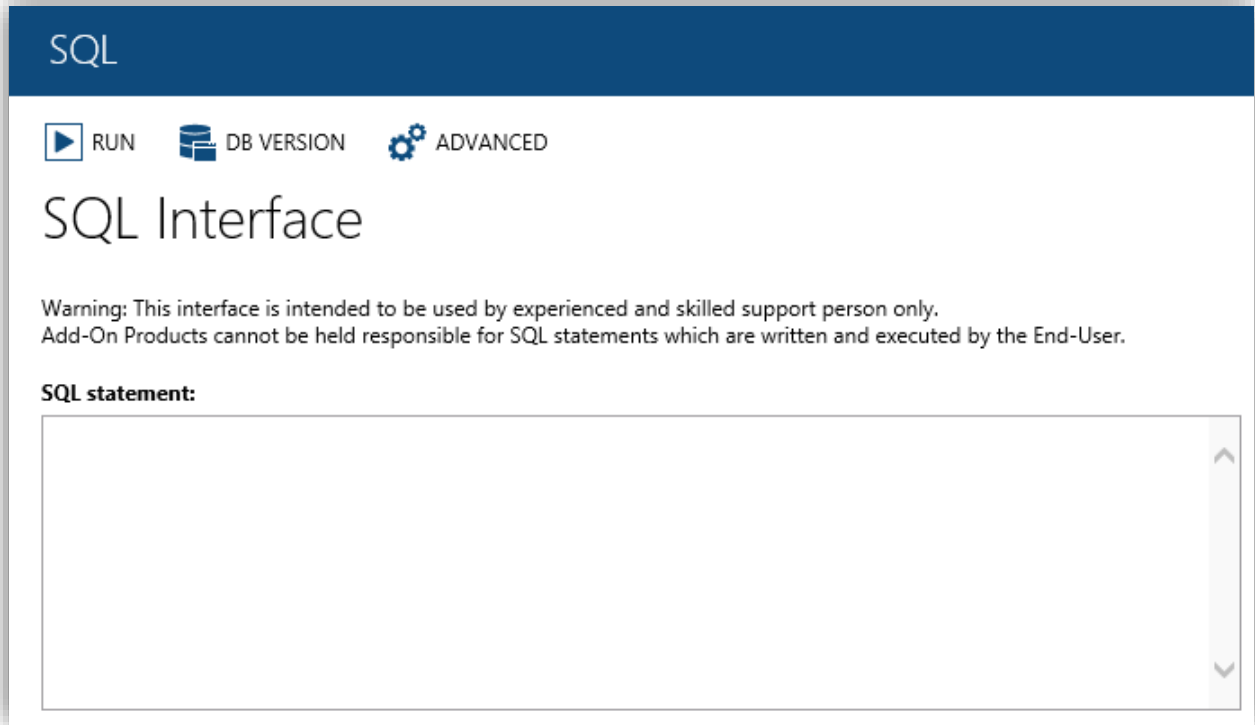 SQL
RUN DB VERSION ADVANCED
SQL Interface
Warning: This interface is intended to be used by experienced and skilled support person only.
Add-On Products cannot be held responsible for SQL statements which are written and executed by the End-User.
SQL statement: